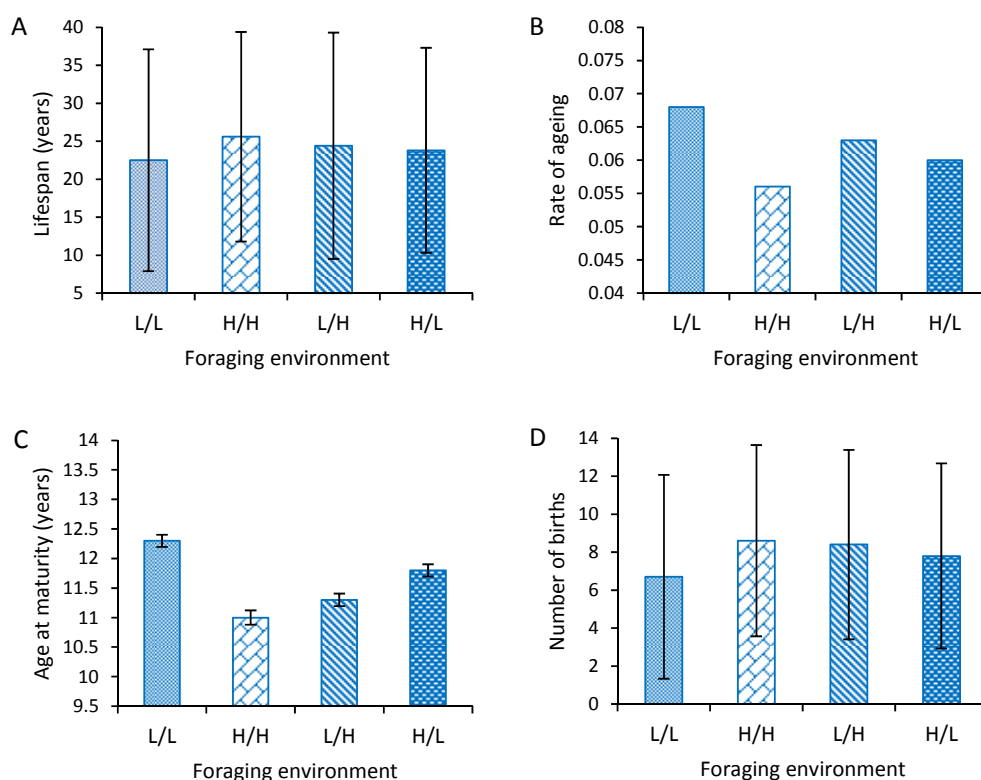 A
Lifespan (years)
40
35
30
25
20
15
10
5
L/L H/H L/H H/L
Foraging environment
B
Rate of ageing
0.08
0.075
0.07
0.065
0.06
0.055
0.05
0.045
0.04
L/L H/H L/H H/L
Foraging environment
C
Age at maturity (years)
14
13.5
13
12.5
12
11.5
11
10.5
10
9.5
L/L H/H L/H H/L
Foraging environment
D
Number of births
14
12
10
8
6
4
2
0
L/L H/H L/H H/L
Foraging environment